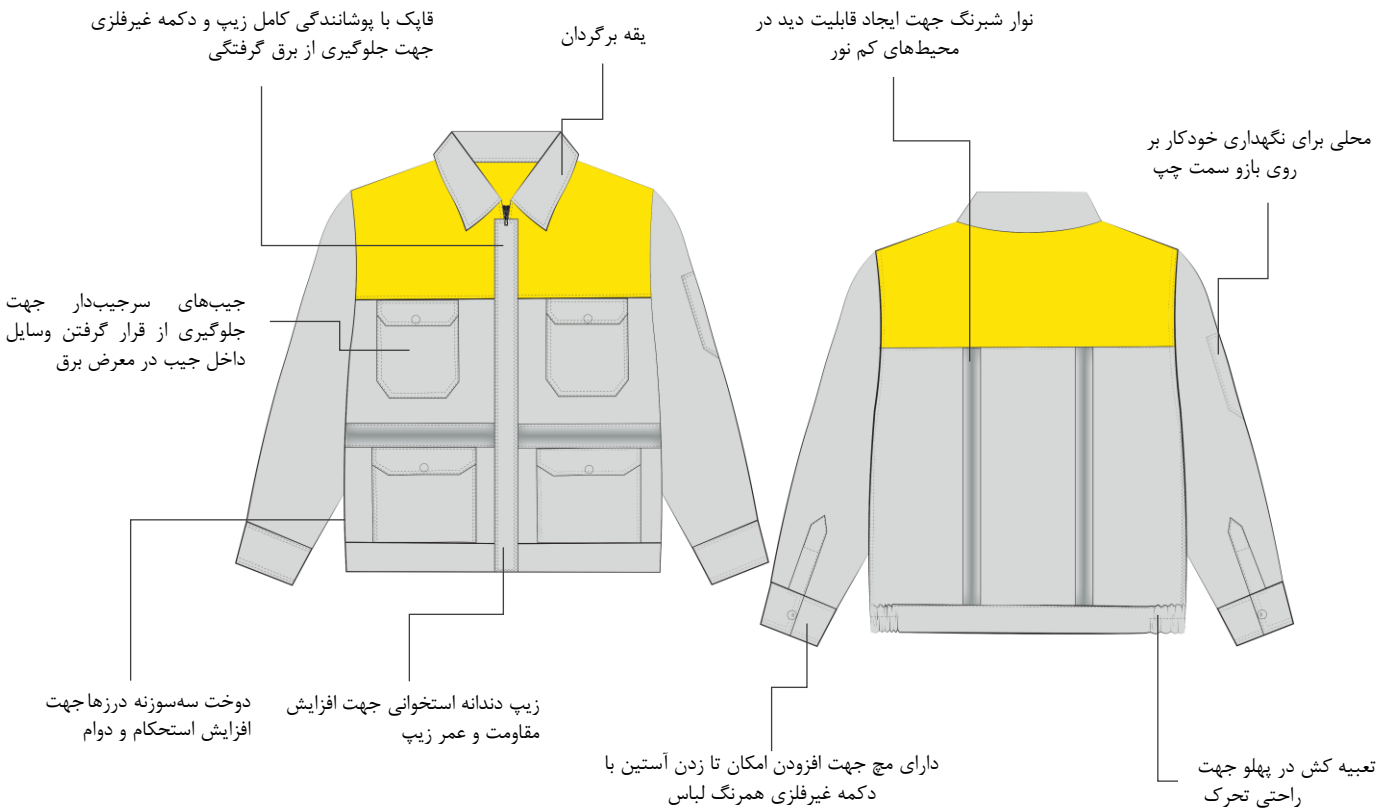 نوار شبرنگ جهت ایجاد قابلیت دید در
محیط‌های کم نور
یقه برگردان
قاپک با پوشانندگی کامل زیپ و دکمه غیرفلزی
جهت جلوگیری از برق گرفتگی
محلی برای نگهداری خودکار بر
روی بازو سمت چپ
جیب‌های سرجیب‌دار جهت
جلوگیری از قرار گرفتن وسایل
داخل جیب در معرض برق
زیپ دندانه استخوانی جهت افزایش
مقاومت و عمر زیپ
دوخت سه‌سوزنه درزها جهت
افزایش استحکام و دوام
تعبیه کش در پهلو جهت
راحتی تحرک
دارای مچ جهت افزودن امکان تا زدن آستین با
دکمه غیرفلزی همرنگ لباس